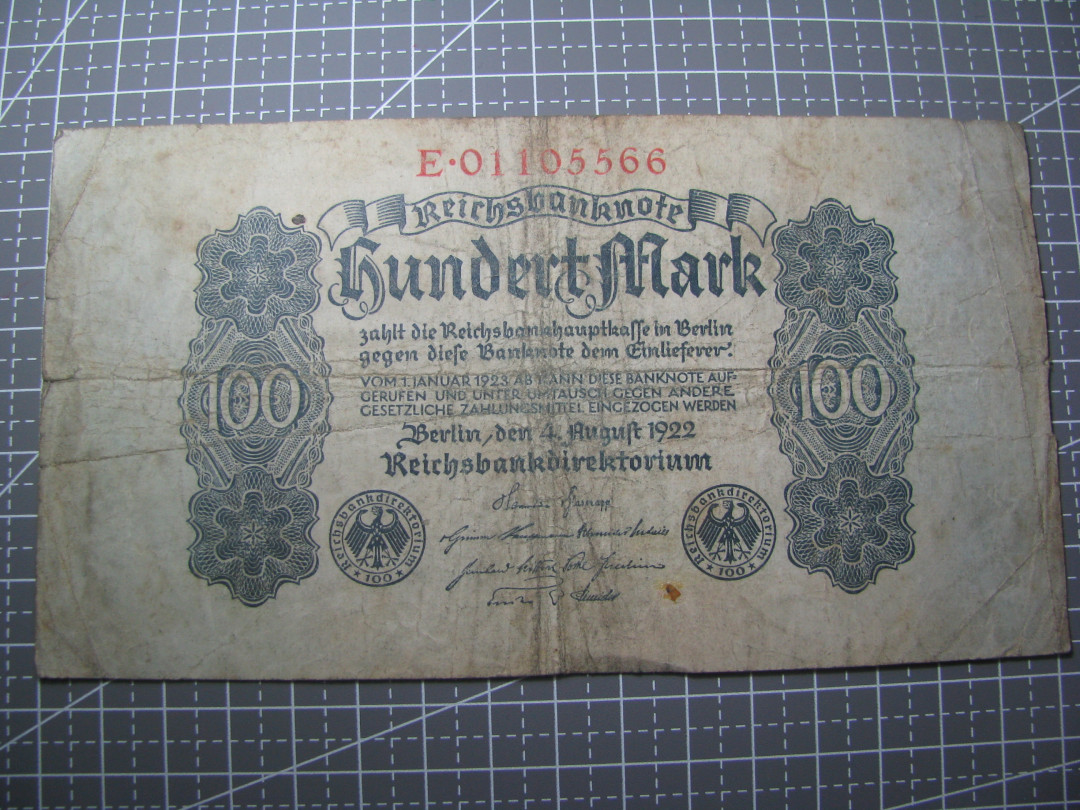 E·01105566
Reichsbanknote
Hundert Mark
zahlt die Reichsbankhauptkasse in Berlin
gegen diese Banknote dem Einlieferer.
VOM 1. JANUAR 1923 AB KANN DIESE BANKNOTE AUF-
GERUFEN UND UNTER UMTAUSCH GEGEN ANDERE
GESETZLICHE ZAHLUNGSMITTEL EINGEZOGEN WERDEN
100
100
Berlin, den 4. August 1922
Reichsbankdirektorium
Reichsbankdirektorium
* 100 *
Reichsbankdirektorium
* 100 *